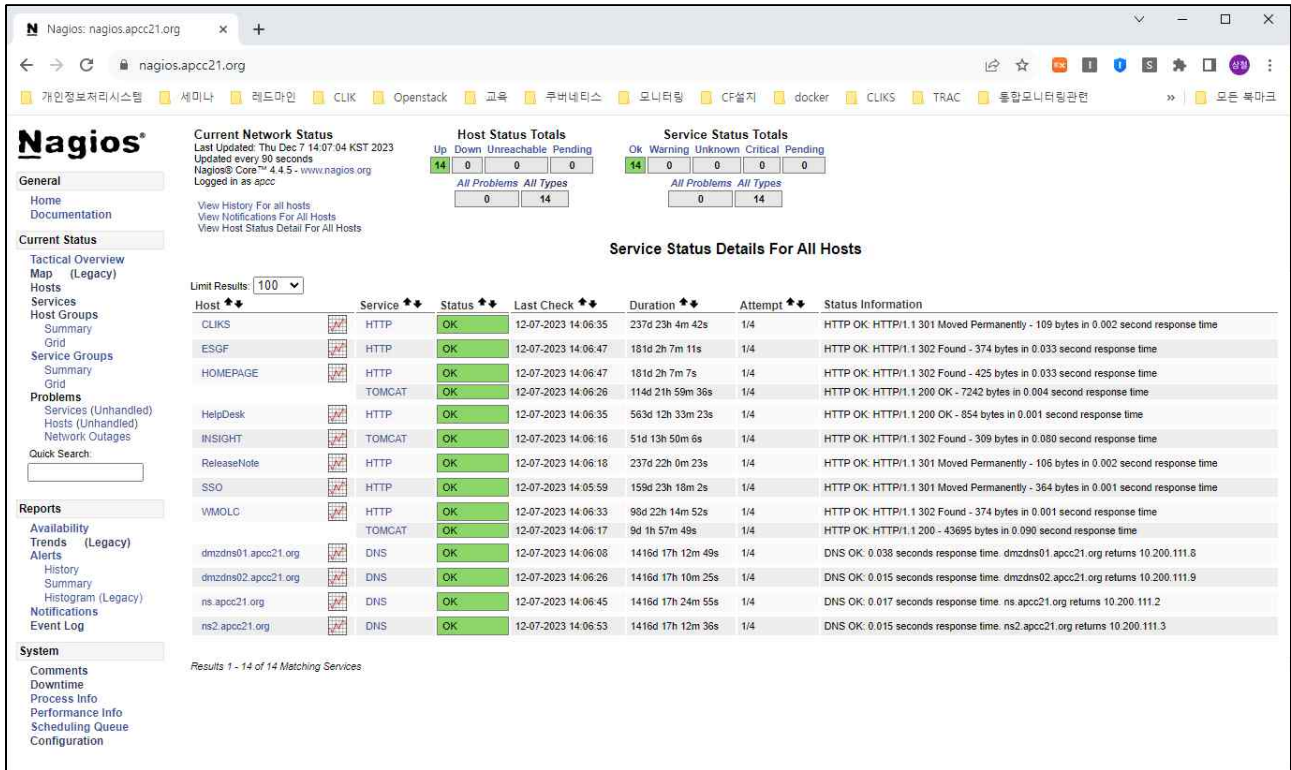 Nagios: nagios.apcc21.org
nagios.apcc21.org
개인정보처리시스템 세미나 레드마인 CLIK Openstack 교육 쿠버네티스 모니터링 CF설치 docker CLIKS TRAC 통합모니터링관련 » 모든 북마크
Nagios®
General
Home
Documentation
Current Status
Tactical Overview
Map (Legacy)
Hosts
Services
Host Groups
Summary
Grid
Service Groups
Summary
Grid
Problems
Services (Unhandled)
Hosts (Unhandled)
Network Outages
Quick Search:
Reports
Availability
Trends (Legacy)
Alerts
History
Summary
Histogram (Legacy)
Notifications
Event Log
System
Comments
Downtime
Process Info
Performance Info
Scheduling Queue
Configuration
Current Network Status
Last Updated: Thu Dec 7 14:07:04 KST 2023
Updated every 90 seconds
Nagios® Core™ 4.4.5 - www.nagios.org
Logged in as apcc
View History For all hosts
View Notifications For All Hosts
View Host Status Detail For All Hosts
Host Status Totals
Up Down Unreachable Pending
14 0 0 0
All Problems All Types
0 14
Service Status Totals
Ok Warning Unknown Critical Pending
14 0 0 0 0
All Problems All Types
0 14
Service Status Details For All Hosts
Limit Results: 100
Host Service Status Last Check Duration Attempt Status Information
CLIKS HTTP OK 12-07-2023 14:06:35 237d 23h 4m 42s 1/4 HTTP OK: HTTP/1.1 301 Moved Permanently - 109 bytes in 0.002 second response time
ESGF HTTP OK 12-07-2023 14:06:47 181d 2h 7m 11s 1/4 HTTP OK: HTTP/1.1 302 Found - 374 bytes in 0.033 second response time
HOMEPAGE HTTP OK 12-07-2023 14:06:47 181d 2h 7m 7s 1/4 HTTP OK: HTTP/1.1 302 Found - 425 bytes in 0.033 second response time
TOMCAT OK 12-07-2023 14:06:26 114d 21h 59m 36s 1/4 HTTP OK: HTTP/1.1 200 OK - 7242 bytes in 0.004 second response time
HelpDesk HTTP OK 12-07-2023 14:06:35 563d 12h 33m 23s 1/4 HTTP OK: HTTP/1.1 200 OK - 854 bytes in 0.001 second response time
INSIGHT TOMCAT OK 12-07-2023 14:06:16 51d 13h 50m 6s 1/4 HTTP OK: HTTP/1.1 302 Found - 309 bytes in 0.080 second response time
ReleaseNote HTTP OK 12-07-2023 14:06:18 237d 22h 0m 23s 1/4 HTTP OK: HTTP/1.1 301 Moved Permanently - 106 bytes in 0.002 second response time
SSO HTTP OK 12-07-2023 14:05:59 159d 23h 18m 2s 1/4 HTTP OK: HTTP/1.1 301 Moved Permanently - 364 bytes in 0.001 second response time
WMOLC HTTP OK 12-07-2023 14:06:33 98d 22h 14m 52s 1/4 HTTP OK: HTTP/1.1 302 Found - 374 bytes in 0.001 second response time
TOMCAT OK 12-07-2023 14:06:17 9d 1h 57m 49s 1/4 HTTP OK: HTTP/1.1 200 - 43695 bytes in 0.090 second response time
dmzdns01.apcc21.org DNS OK 12-07-2023 14:06:08 1416d 17h 12m 49s 1/4 DNS OK: 0.038 seconds response time. dmzdns01.apcc21.org returns 10.200.111.8
dmzdns02.apcc21.org DNS OK 12-07-2023 14:06:26 1416d 17h 10m 25s 1/4 DNS OK: 0.015 seconds response time. dmzdns02.apcc21.org returns 10.200.111.9
ns.apcc21.org DNS OK 12-07-2023 14:06:45 1416d 17h 24m 55s 1/4 DNS OK: 0.017 seconds response time. ns.apcc21.org returns 10.200.111.2
ns2.apcc21.org DNS OK 12-07-2023 14:06:53 1416d 17h 12m 36s 1/4 DNS OK: 0.015 seconds response time. ns2.apcc21.org returns 10.200.111.3
Results 1 - 14 of 14 Matching Services